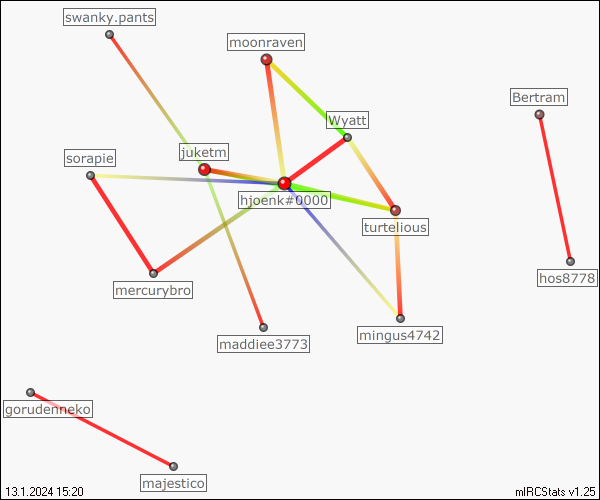 swanky.pants
moonraven
Bertram
Wyatt
juketm
sorapie
hjoenk#0000
turtelious
hos8778
mercurybro
mingus4742
maddiee3773
gorudenneko
majestico
13.1.2024 15:20
mIRCStats v1.25